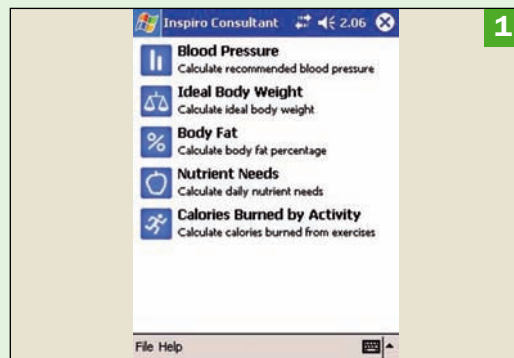 Inspiro Consultant 2.06
1
Blood Pressure
Calculate recommended blood pressure
Ideal Body Weight
Calculate ideal body weight
Body Fat
Calculate body fat percentage
Nutrient Needs
Calculate daily nutrient needs
Calories Burned by Activity
Calculate calories burned from exercises
File Help